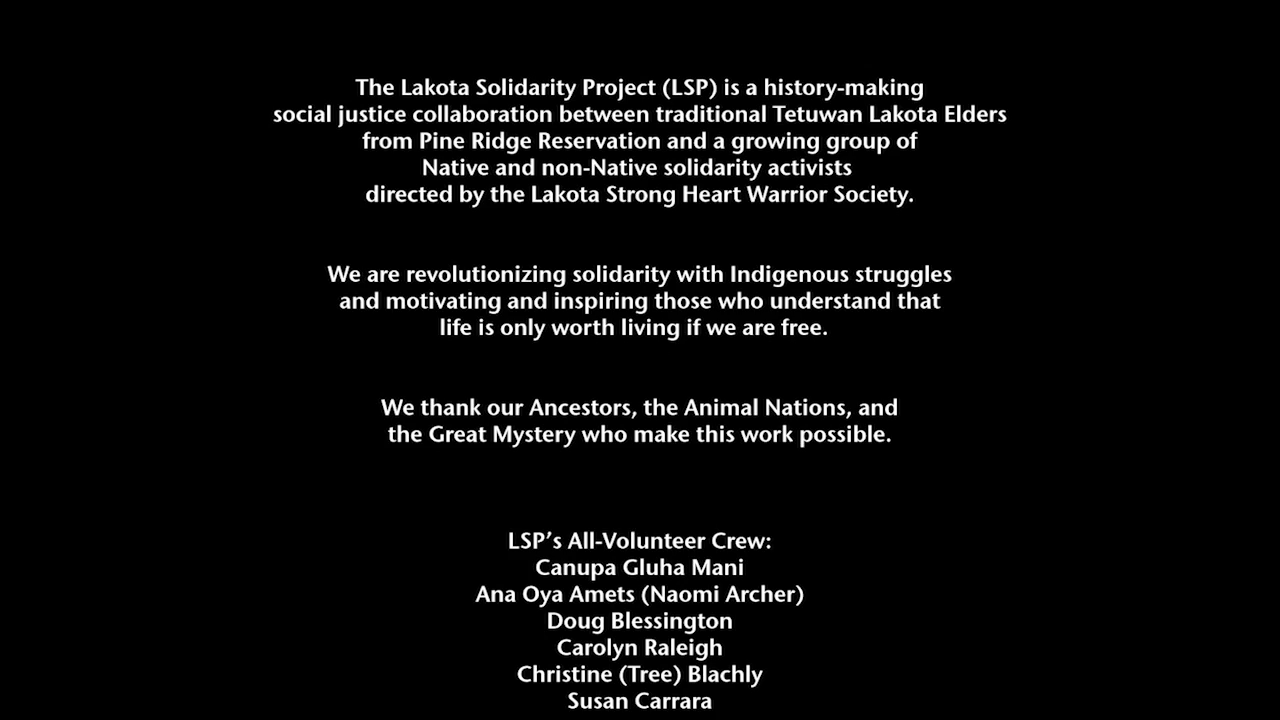 The Lakota Solidarity Project (LSP) is a history-making
social justice collaboration between traditional Tetuwan Lakota Elders
from Pine Ridge Reservation and a growing group of
Native and non-Native solidarity activists
directed by the Lakota Strong Heart Warrior Society.
We are revolutionizing solidarity with Indigenous struggles
and motivating and inspiring those who understand that
life is only worth living if we are free.
We thank our Ancestors, the Animal Nations, and
the Great Mystery who make this work possible.
LSP’s All-Volunteer Crew:
Canupa Gluha Mani
Ana Oya Amets (Naomi Archer)
Doug Blessington
Carolyn Raleigh
Christine (Tree) Blachly
Susan Carrara